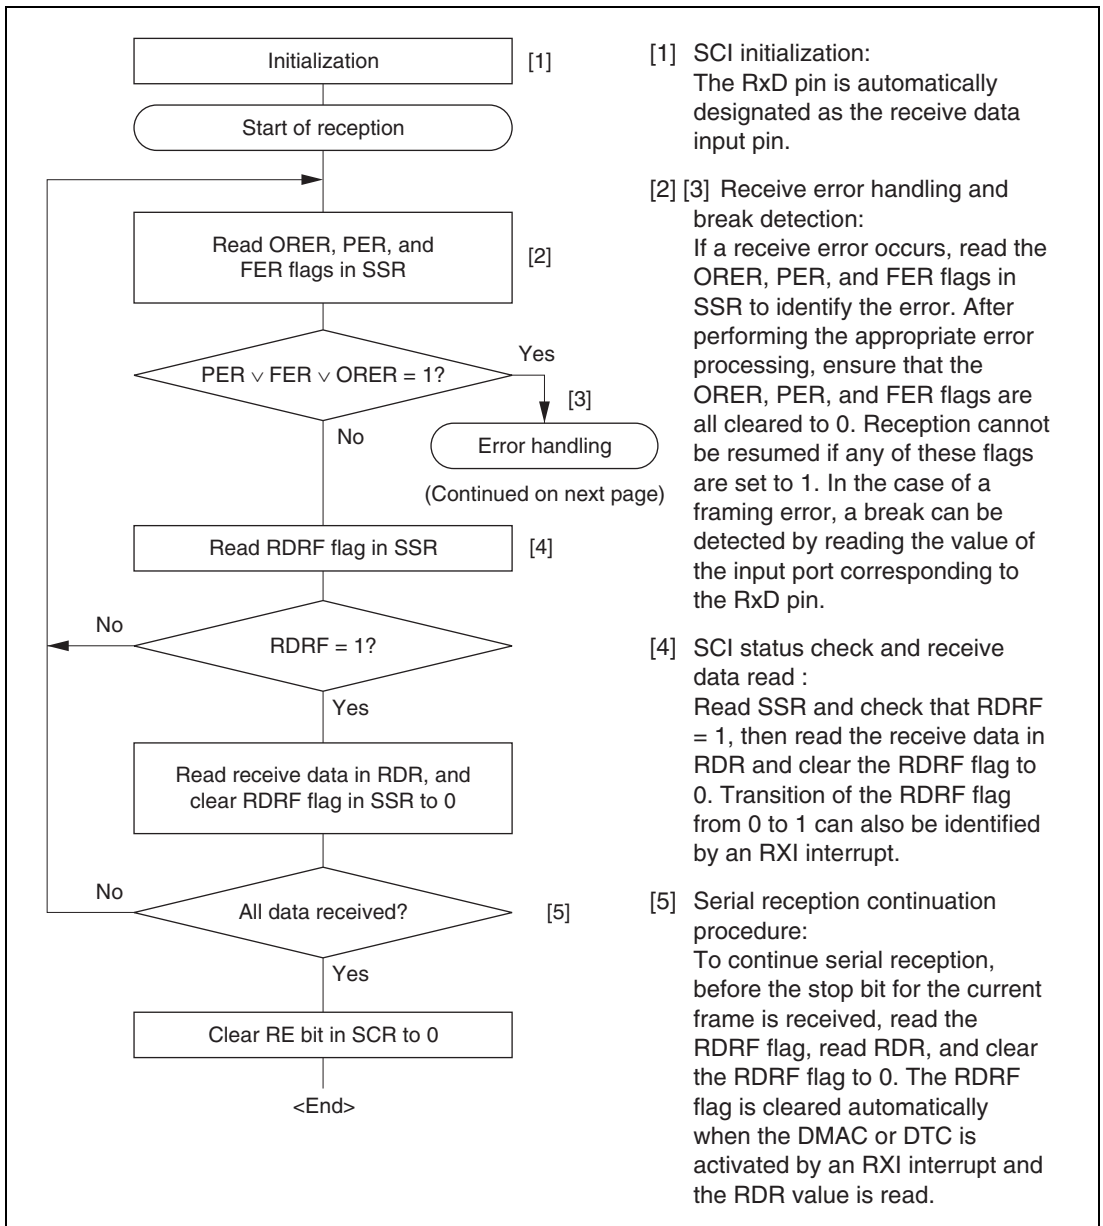 Initialization
[1]
Start of reception
Read ORER, PER, and
FER flags in SSR
[2]
PER ∨ FER ∨ ORER = 1?
Yes
[3]
No
Error handling
(Continued on next page)
Read RDRF flag in SSR
[4]
No
RDRF = 1?
Yes
Read receive data in RDR, and
clear RDRF flag in SSR to 0
No
All data received?
[5]
Yes
Clear RE bit in SCR to 0
<End>
[1] SCI initialization:
The RxD pin is automatically
designated as the receive data
input pin.
[2] [3] Receive error handling and
break detection:
If a receive error occurs, read the
ORER, PER, and FER flags in
SSR to identify the error. After
performing the appropriate error
processing, ensure that the
ORER, PER, and FER flags are
all cleared to 0. Reception cannot
be resumed if any of these flags
are set to 1. In the case of a
framing error, a break can be
detected by reading the value of
the input port corresponding to
the RxD pin.
[4] SCI status check and receive
data read :
Read SSR and check that RDRF
= 1, then read the receive data in
RDR and clear the RDRF flag to
0. Transition of the RDRF flag
from 0 to 1 can also be identified
by an RXI interrupt.
[5] Serial reception continuation
procedure:
To continue serial reception,
before the stop bit for the current
frame is received, read the
RDRF flag, read RDR, and clear
the RDRF flag to 0. The RDRF
flag is cleared automatically
when the DMAC or DTC is
activated by an RXI interrupt and
the RDR value is read.